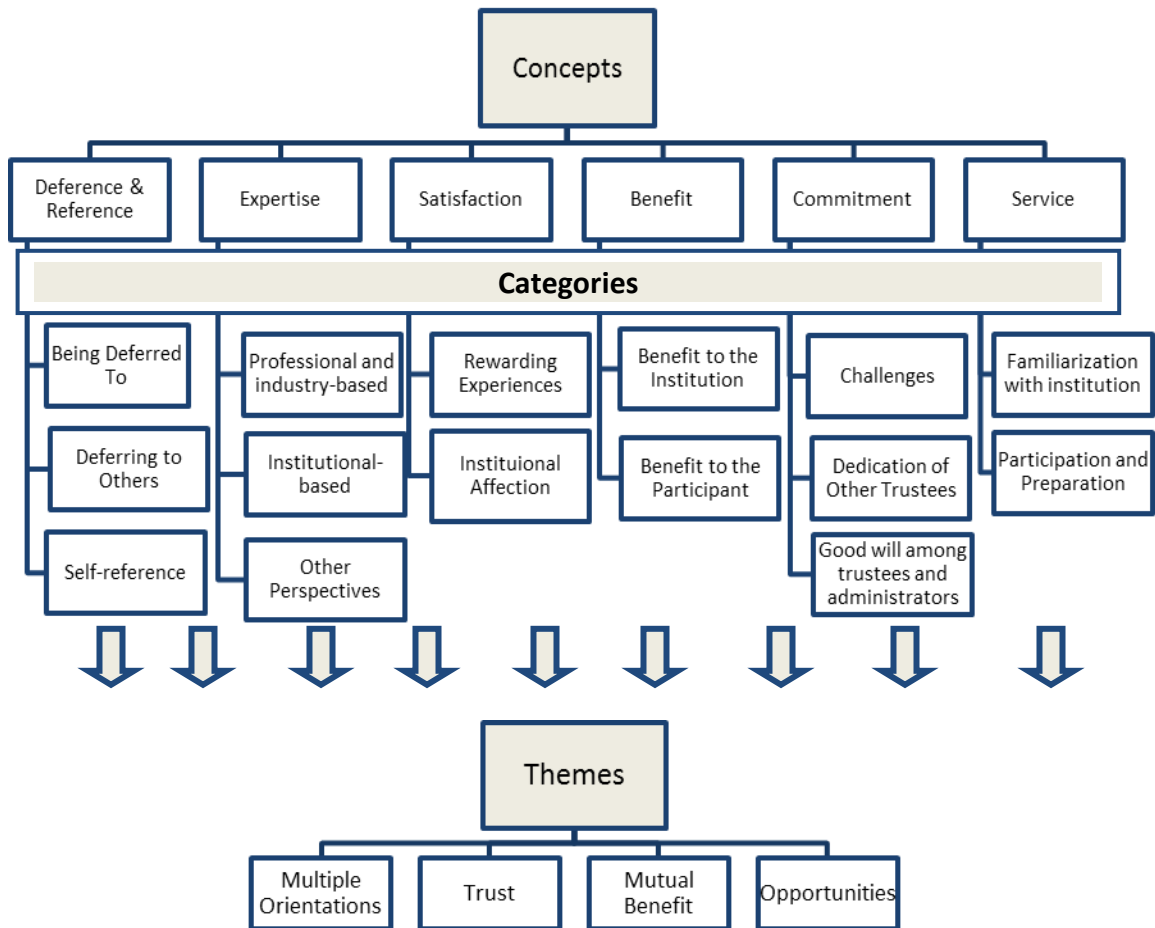 Concepts
Deference &
Reference
Expertise
Satisfaction
Benefit
Commitment
Service
Categories
Being Deferred
To
Professional and
industry-based
Rewarding
Experiences
Benefit to the
Institution
Challenges
Familiarization
with institution
Deferring to
Others
Institutional-
based
Instituional
Affection
Benefit to the
Participant
Dedication of
Other Trustees
Participation and
Preparation
Self-reference
Other
Perspectives
Good will among
trustees and
administrators
Themes
Multiple
Orientations
Trust
Mutual
Benefit
Opportunities